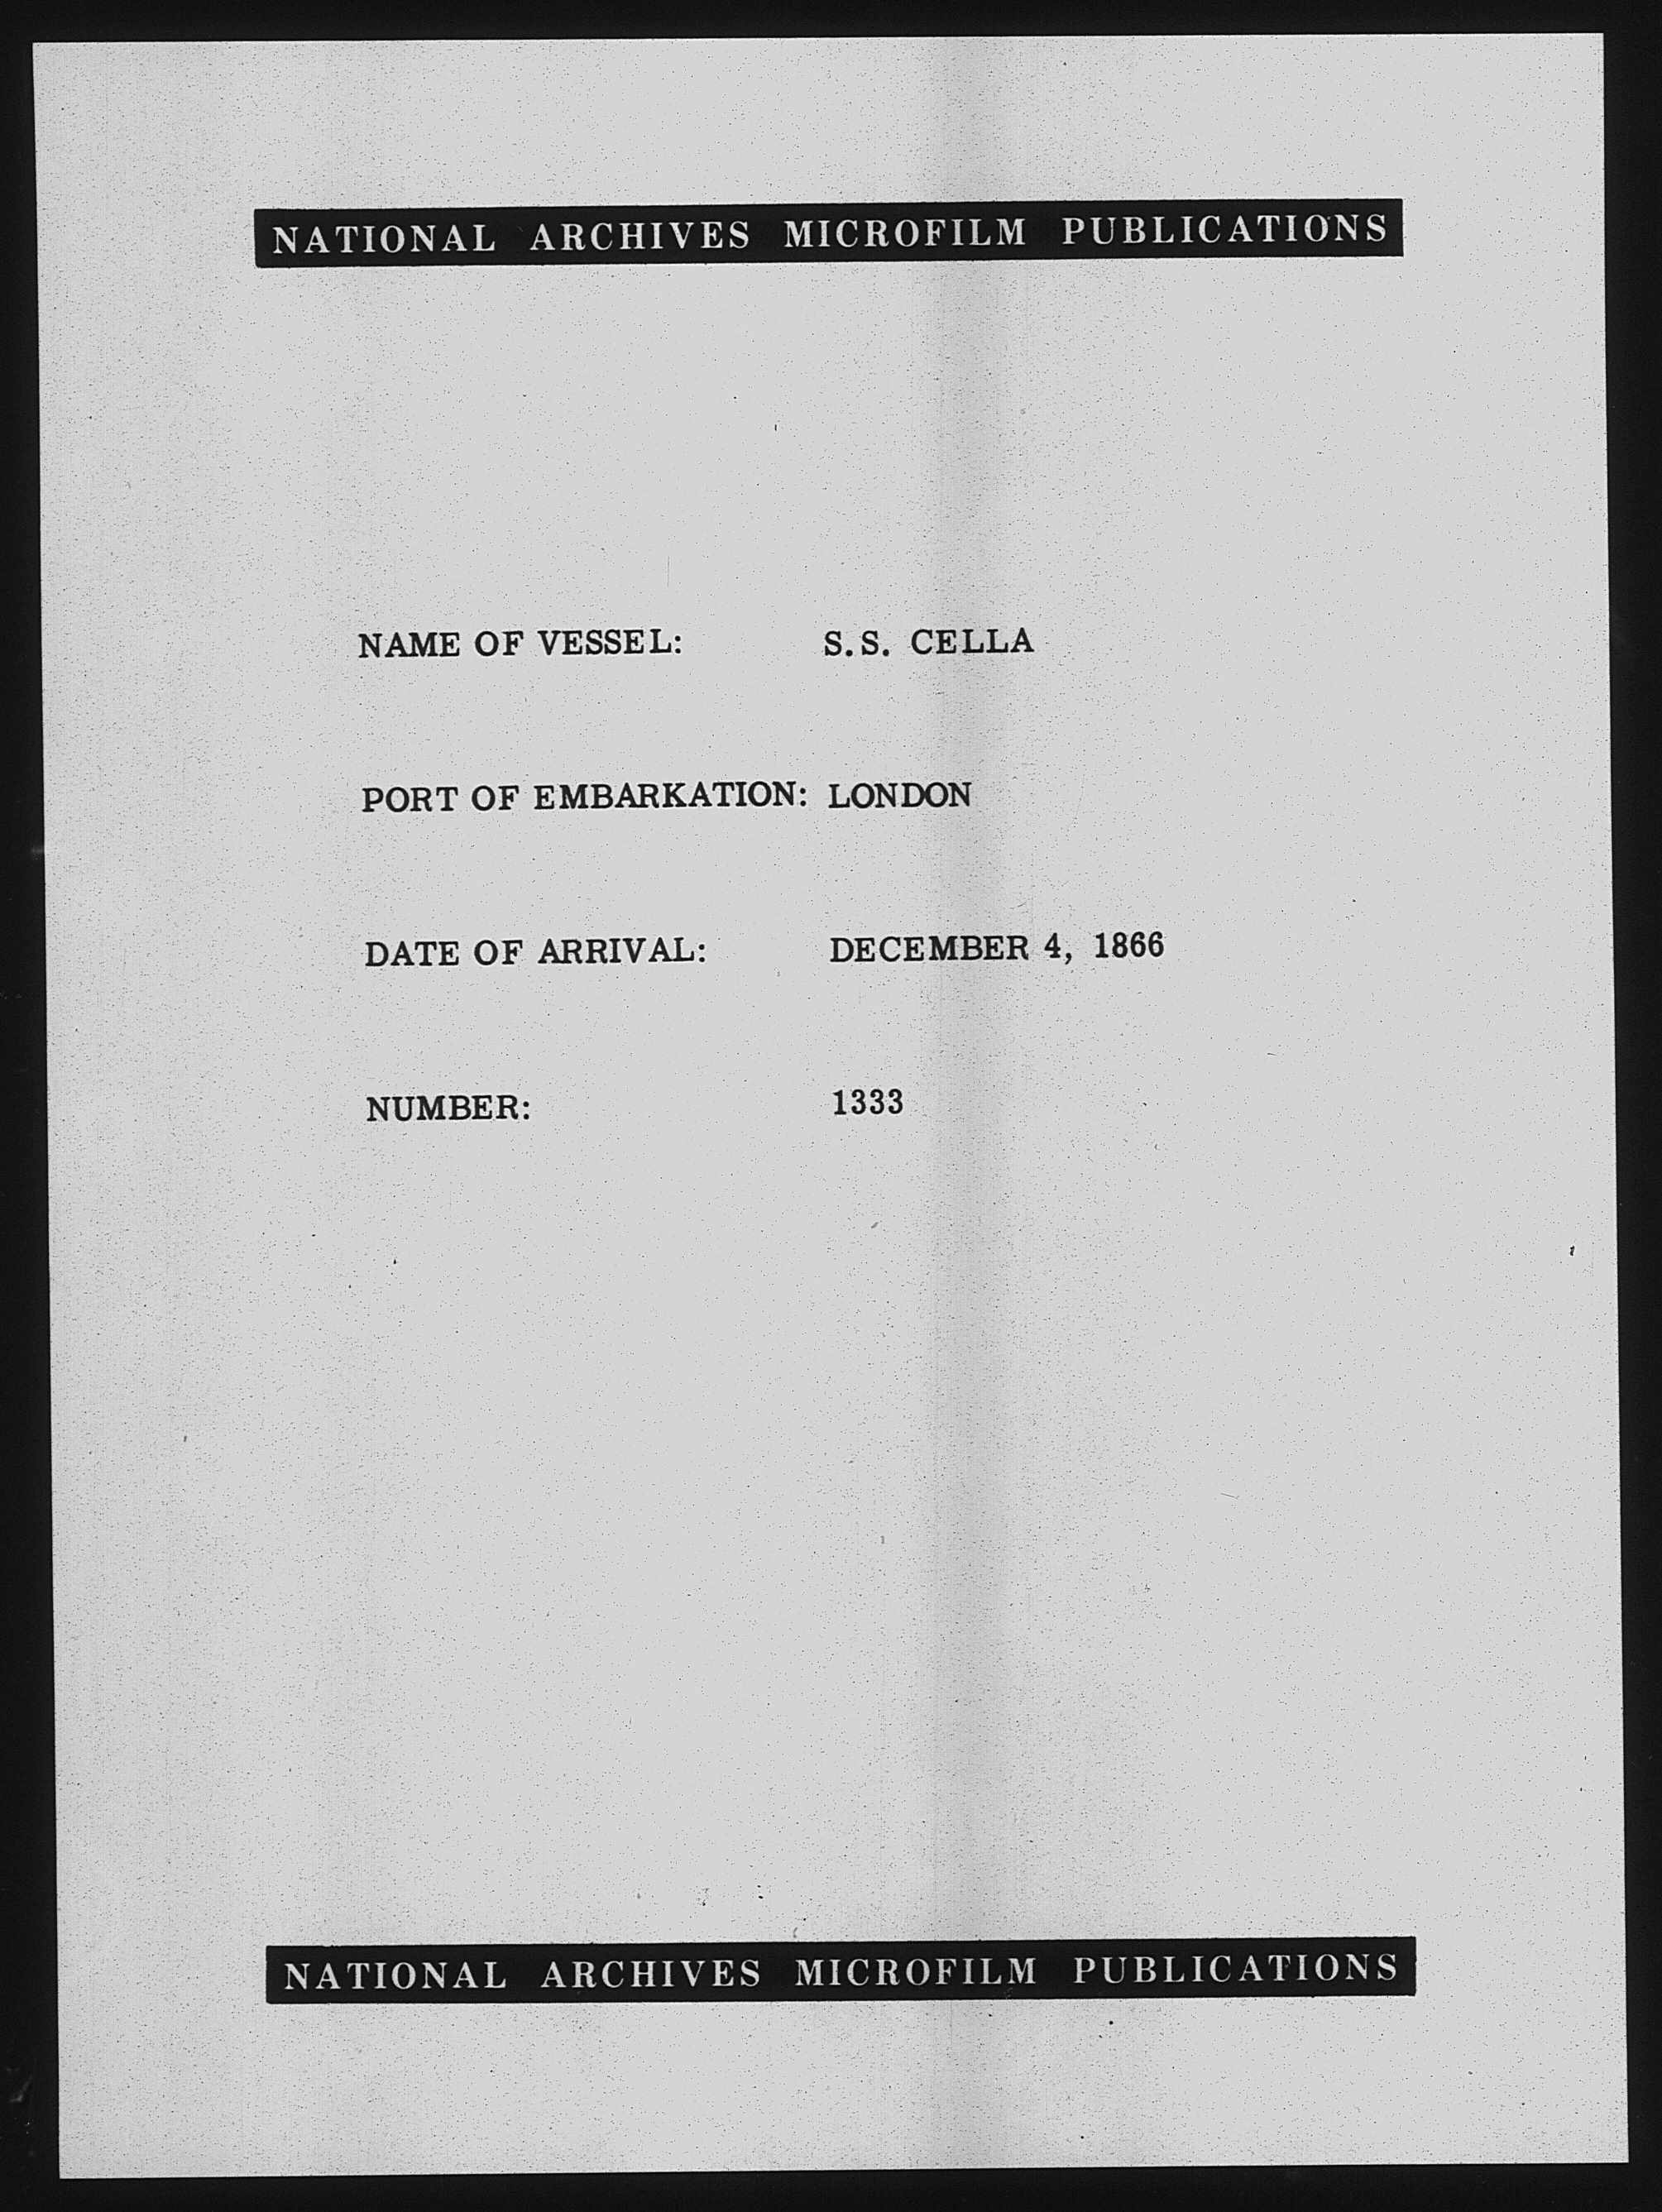 NATIONAL ARCHIVES MICROFILM PUBLICATIONS
NAME OF VESSEL: S.S. CELLA
PORT OF EMBARKATION: LONDON
DATE OF ARRIVAL: DECEMBER 4, 1866
NUMBER: 1333
NATIONAL ARCHIVES MICROFILM PUBLICATIONS